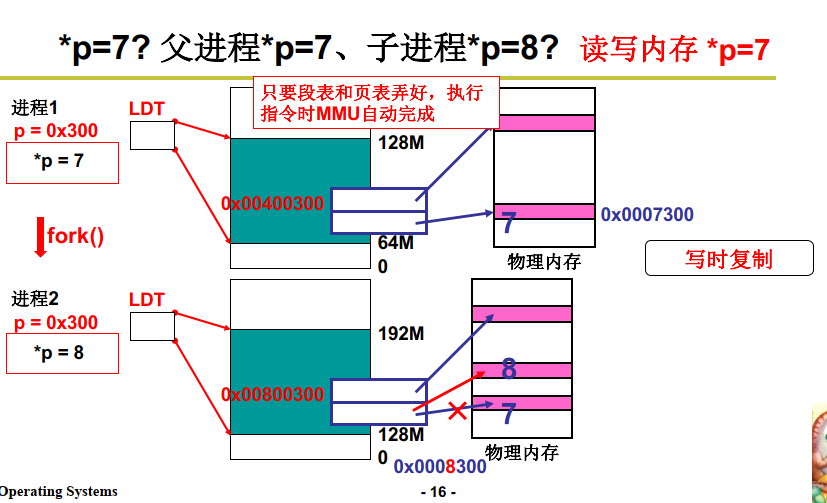 *p=7? 父进程*p=7、子进程*p=8? 读写内存 *p=7
只要段表和页表弄好，执行
指令时MMU自动完成
进程1
LDT
p = 0x300
*p = 7
128M
0x00400300
64M
0
7
0x0007300
物理内存
fork()
写时复制
进程2
LDT
p = 0x300
*p = 8
192M
0x00800300
128M
0
8
7
0x0008300
物理内存
Operating Systems
- 16 -